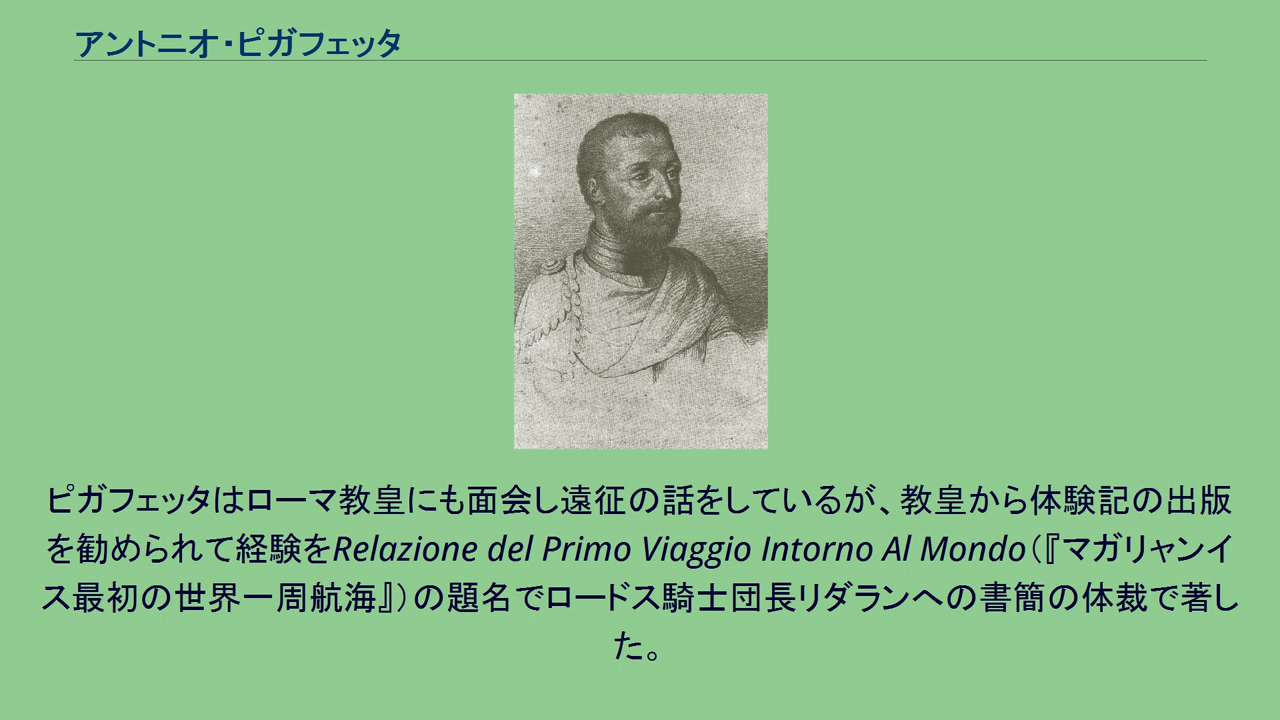 アントニオ・ピガフェッタ
ピガフェッタはローマ教皇にも面会し遠征の話をしているが、教皇から体験記の出版
を勧められて経験をRelazione del Primo Viaggio Intorno Al Mondo（『マガリャンイ
ス最初の世界一周航海』）の題名でロードス騎士団長リダランへの書簡の体裁で著し
た。